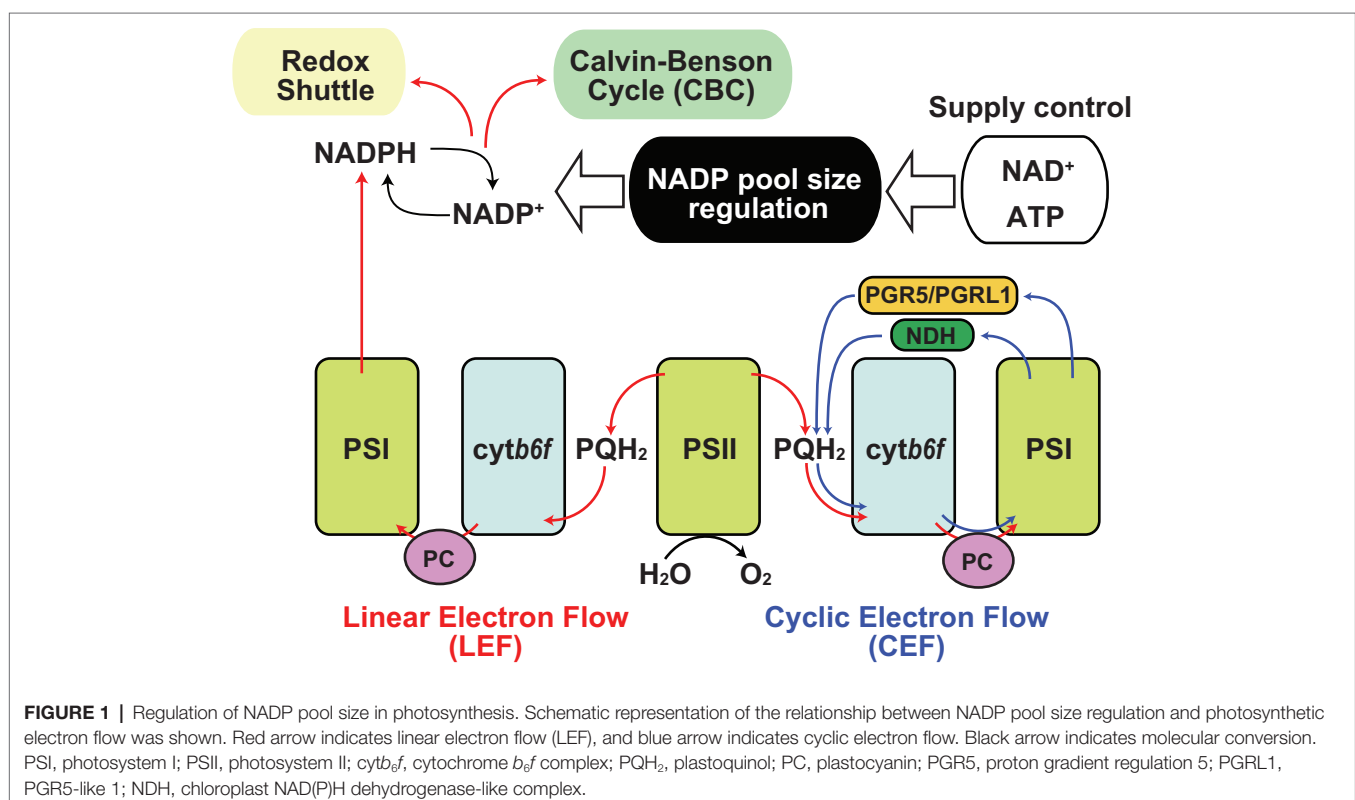 Redox
Shuttle
Calvin-Benson
Cycle (CBC)
Supply control
NADPH
NADP⁺
NADP pool size
regulation
NAD⁺
ATP
PGR5/PGRL1
NDH
PSI
cytb6f
PQH₂
PSII
PQH₂
cytb6f
PSI
PC
H₂O
O₂
PC
Linear Electron Flow
(LEF)
Cyclic Electron Flow
(CEF)
FIGURE 1 | Regulation of NADP pool size in photosynthesis. Schematic representation of the relationship between NADP pool size regulation and photosynthetic
electron flow was shown. Red arrow indicates linear electron flow (LEF), and blue arrow indicates cyclic electron flow. Black arrow indicates molecular conversion.
PSI, photosystem I; PSII, photosystem II; cytb₆f, cytochrome b₆f complex; PQH₂, plastoquinol; PC, plastocyanin; PGR5, proton gradient regulation 5; PGRL1,
PGR5-like 1; NDH, chloroplast NAD(P)H dehydrogenase-like complex.